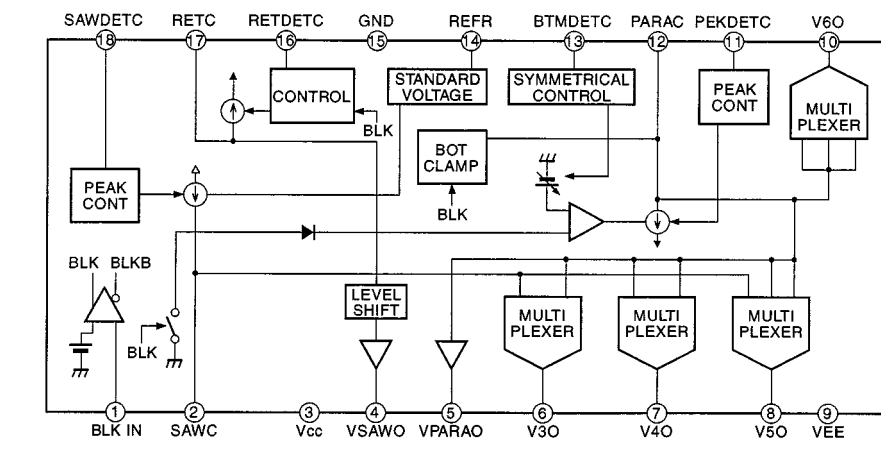 SAWDETC RETC RETDETC GND REFR BTMDETC PARAC PEKDETC V6O
18 17 16 15 14 13 12 11 10
CONTROL
BLK
STANDARD
VOLTAGE
SYMMETRICAL
CONTROL
PEAK
CONT
MULTI
PLEXER
BOT
CLAMP
BLK
PEAK
CONT
BLK BLKB
BLK
LEVEL
SHIFT
MULTI
PLEXER
MULTI
PLEXER
MULTI
PLEXER
1 2 3 4 5 6 7 8 9
BLK IN SAWC Vcc VSAWO VPARAO V3O V4O V5O VEE